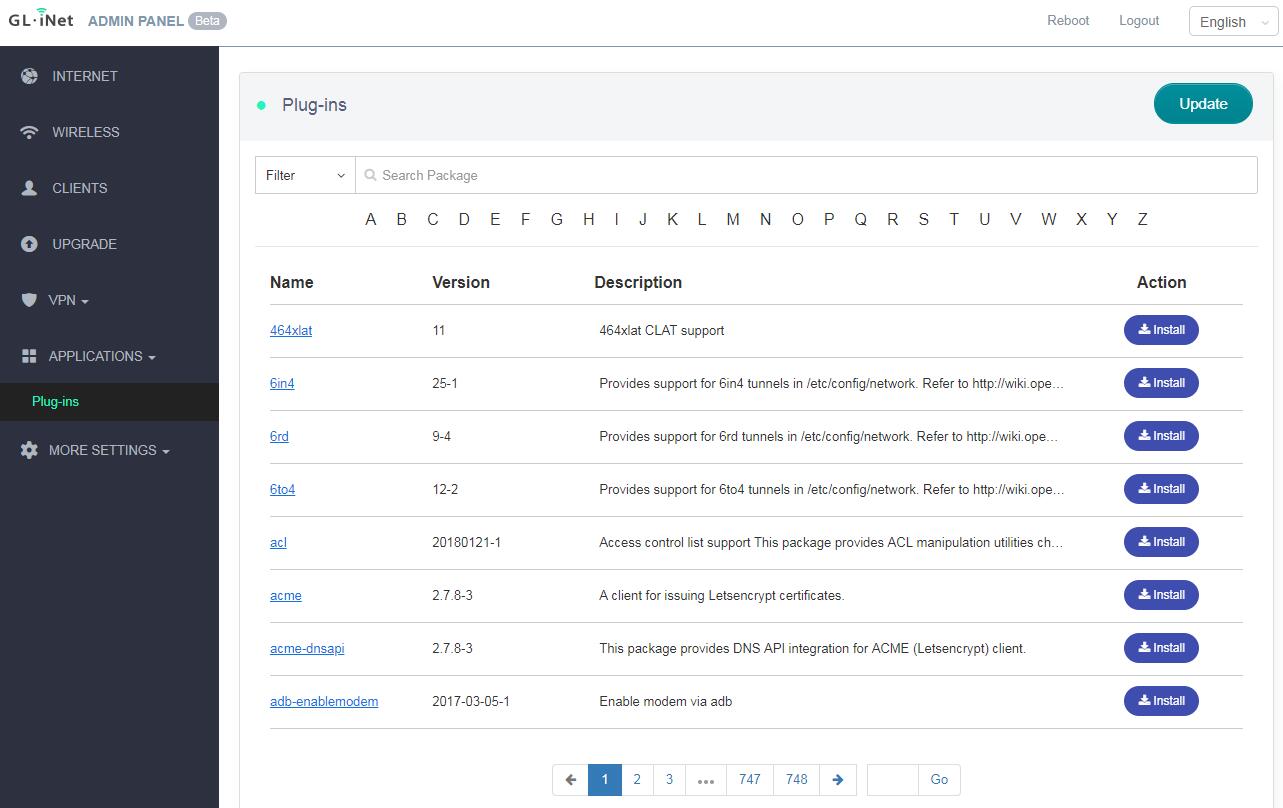 GL·iNet ADMIN PANEL Beta Reboot Logout English
INTERNET
WIRELESS
CLIENTS
UPGRADE
VPN
APPLICATIONS
Plug-ins
MORE SETTINGS
Plug-ins Update
Filter Search Package
A B C D E F G H I J K L M N O P Q R S T U V W X Y Z
Name Version Description Action
464xlat 11 464xlat CLAT support Install
6in4 25-1 Provides support for 6in4 tunnels in /etc/config/network. Refer to http://wiki.ope... Install
6rd 9-4 Provides support for 6rd tunnels in /etc/config/network. Refer to http://wiki.ope... Install
6to4 12-2 Provides support for 6to4 tunnels in /etc/config/network. Refer to http://wiki.ope... Install
acl 20180121-1 Access control list support This package provides ACL manipulation utilities ch... Install
acme 2.7.8-3 A client for issuing Letsencrypt certificates. Install
acme-dnsapi 2.7.8-3 This package provides DNS API integration for ACME (Letsencrypt) client. Install
adb-enablemodem 2017-03-05-1 Enable modem via adb Install
1 2 3 ... 747 748 Go